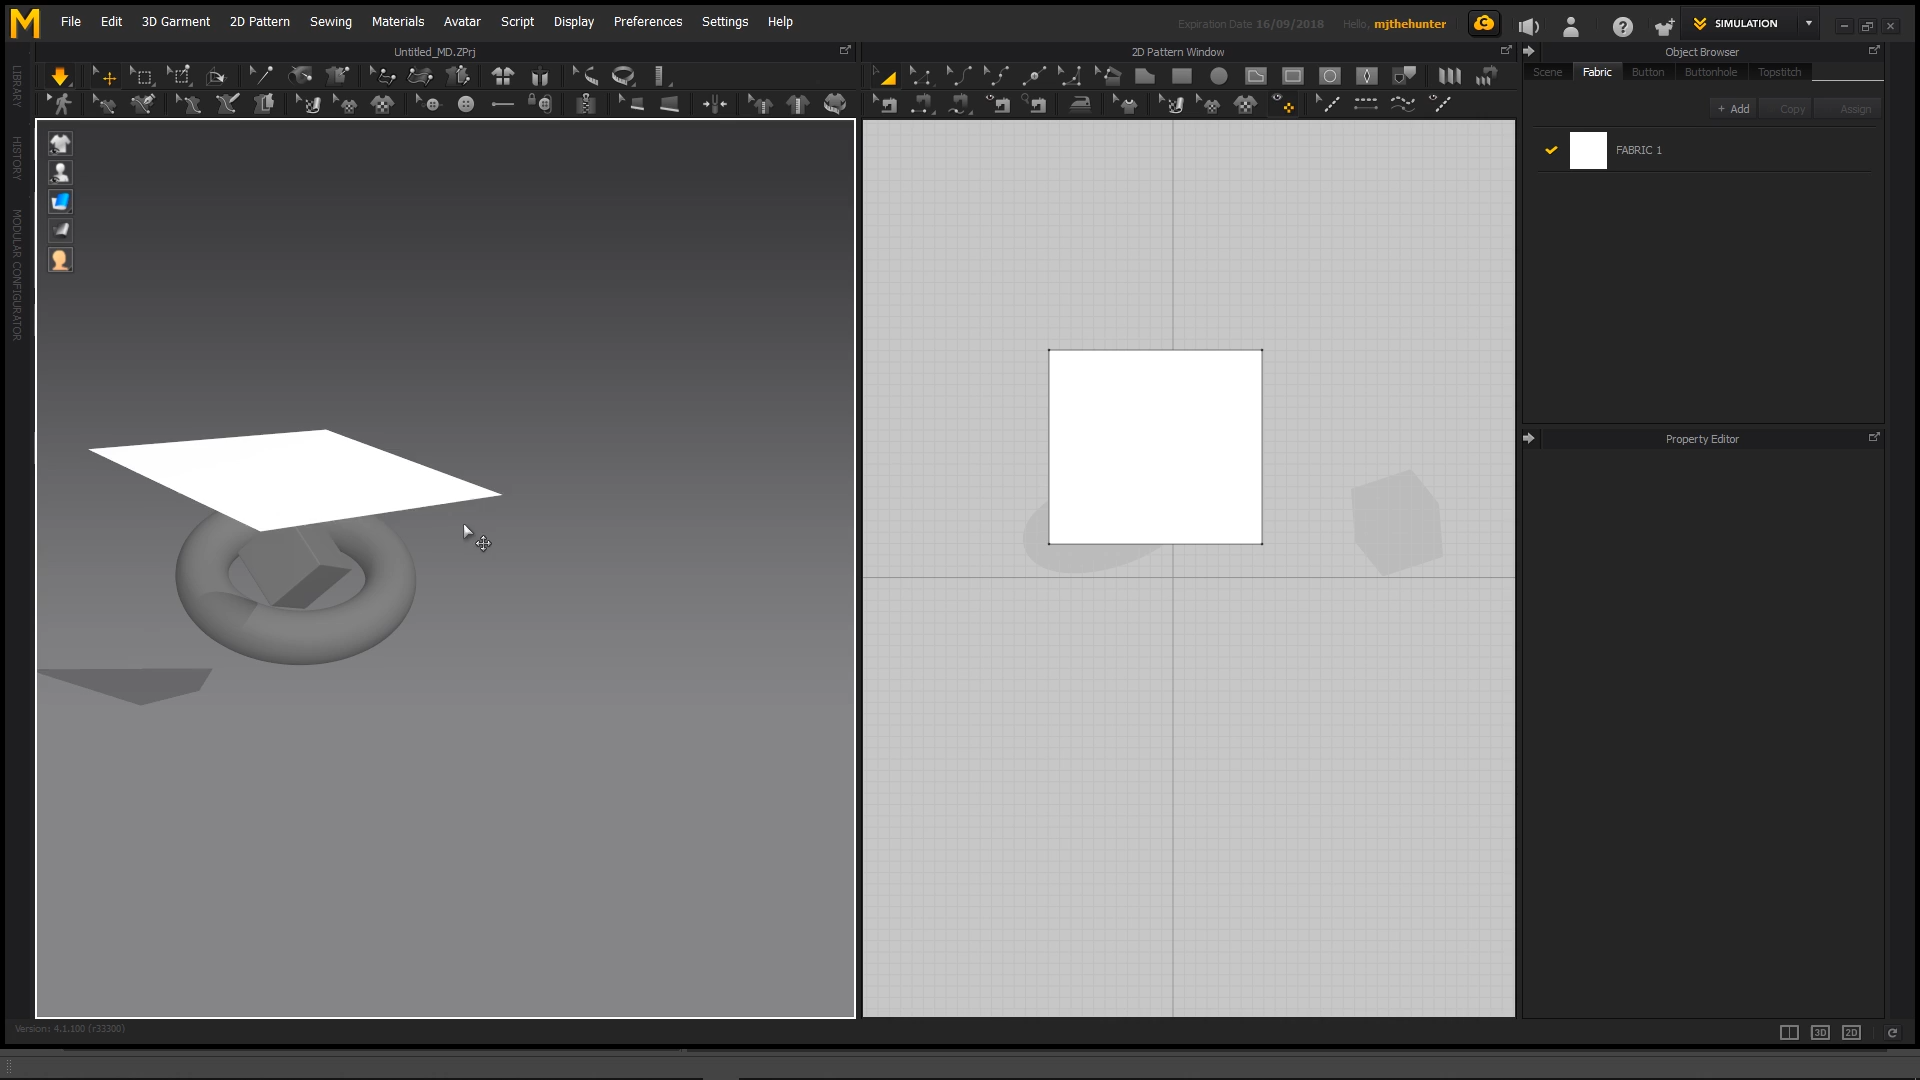 File Edit 3D Garment 2D Pattern Sewing Materials Avatar Script Display Preferences Settings Help
Expiration Date 16/09/2018 Hello, mjthehunter
SIMULATION
Untitled_MD.ZPrj
2D Pattern Window
Object Browser
Scene Fabric Button Buttonhole Topstitch
+ Add Copy Assign
FABRIC 1
LIBRARY
HISTORY
MODULAR CONFIGURATOR
Property Editor
Version: 4.1.100 (r33300)
3D 2D